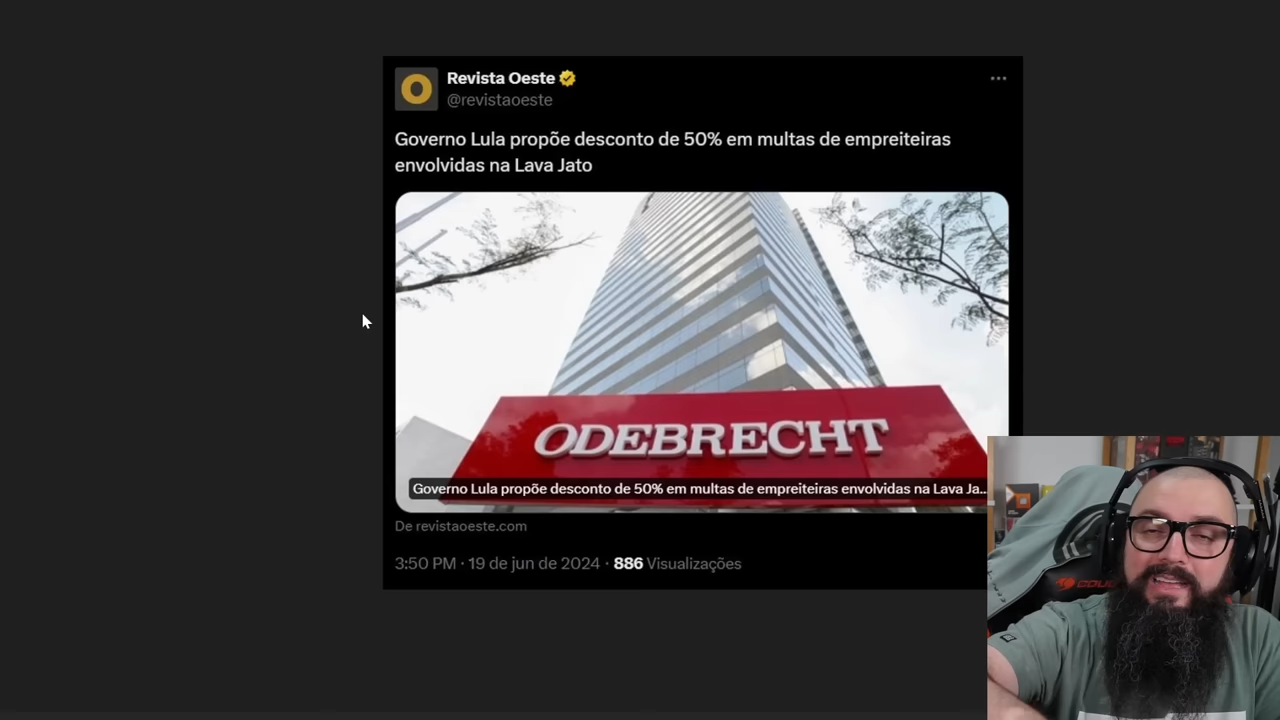 Revista Oeste
@revistaoeste
Governo Lula propõe desconto de 50% em multas de empreiteiras
envolvidas na Lava Jato
ODEBRECHT
Governo Lula propõe desconto de 50% em multas de empreiteiras envolvidas na Lava Ja...
De revistaoeste.com
3:50 PM · 19 de jun de 2024 · 886 Visualizações